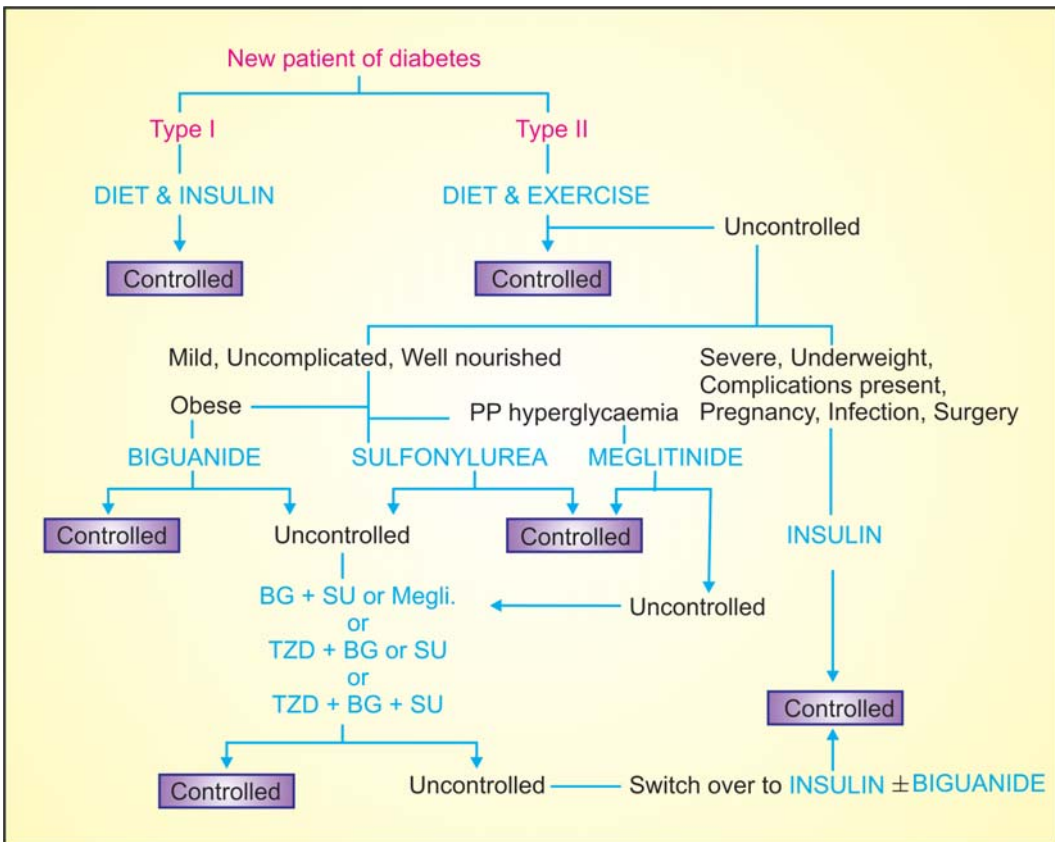 New patient of diabetes
Type I
Type II
DIET & INSULIN
DIET & EXERCISE
Uncontrolled
Controlled
Controlled
Mild, Uncomplicated, Well nourished
Severe, Underweight,
Complications present,
Pregnancy, Infection, Surgery
Obese
PP hyperglycaemia
BIGUANIDE
SULFONYLUREA
MEGLITINIDE
Controlled
Uncontrolled
Controlled
INSULIN
BG + SU or Megli.
or
TZD + BG or SU
or
TZD + BG + SU
Uncontrolled
Controlled
Controlled
Uncontrolled
Switch over to INSULIN ± BIGUANIDE